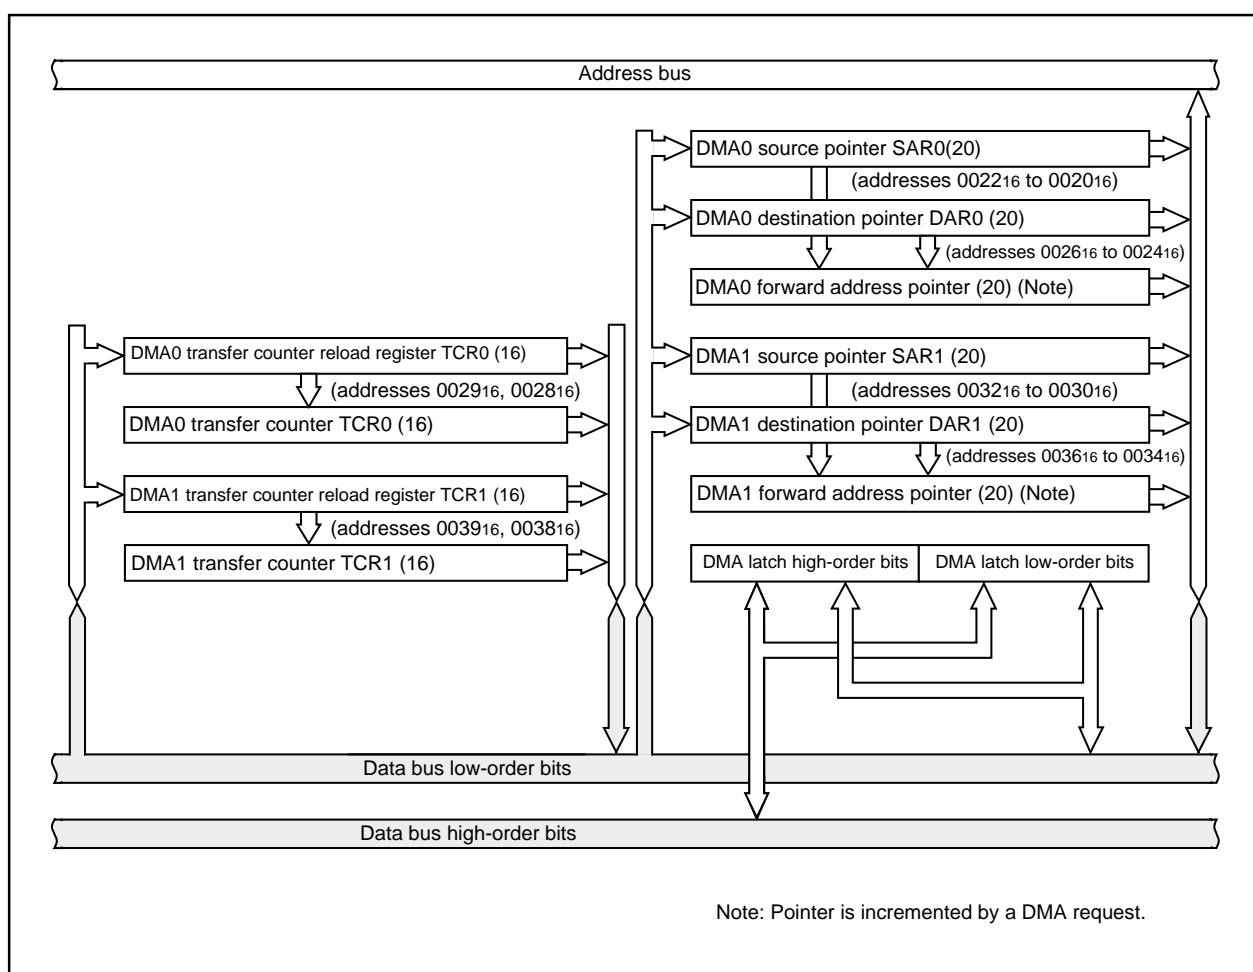 Address bus
DMA0 source pointer SAR0(20)
(addresses 002216 to 002016)
DMA0 destination pointer DAR0 (20)
(addresses 002616 to 002416)
DMA0 forward address pointer (20) (Note)
DMA0 transfer counter reload register TCR0 (16)
(addresses 002916, 002816)
DMA0 transfer counter TCR0 (16)
DMA1 transfer counter reload register TCR1 (16)
(addresses 003916, 003816)
DMA1 transfer counter TCR1 (16)
DMA1 source pointer SAR1 (20)
(addresses 003216 to 003016)
DMA1 destination pointer DAR1 (20)
(addresses 003616 to 003416)
DMA1 forward address pointer (20) (Note)
DMA latch high-order bits
DMA latch low-order bits
Data bus low-order bits
Data bus high-order bits
Note: Pointer is incremented by a DMA request.